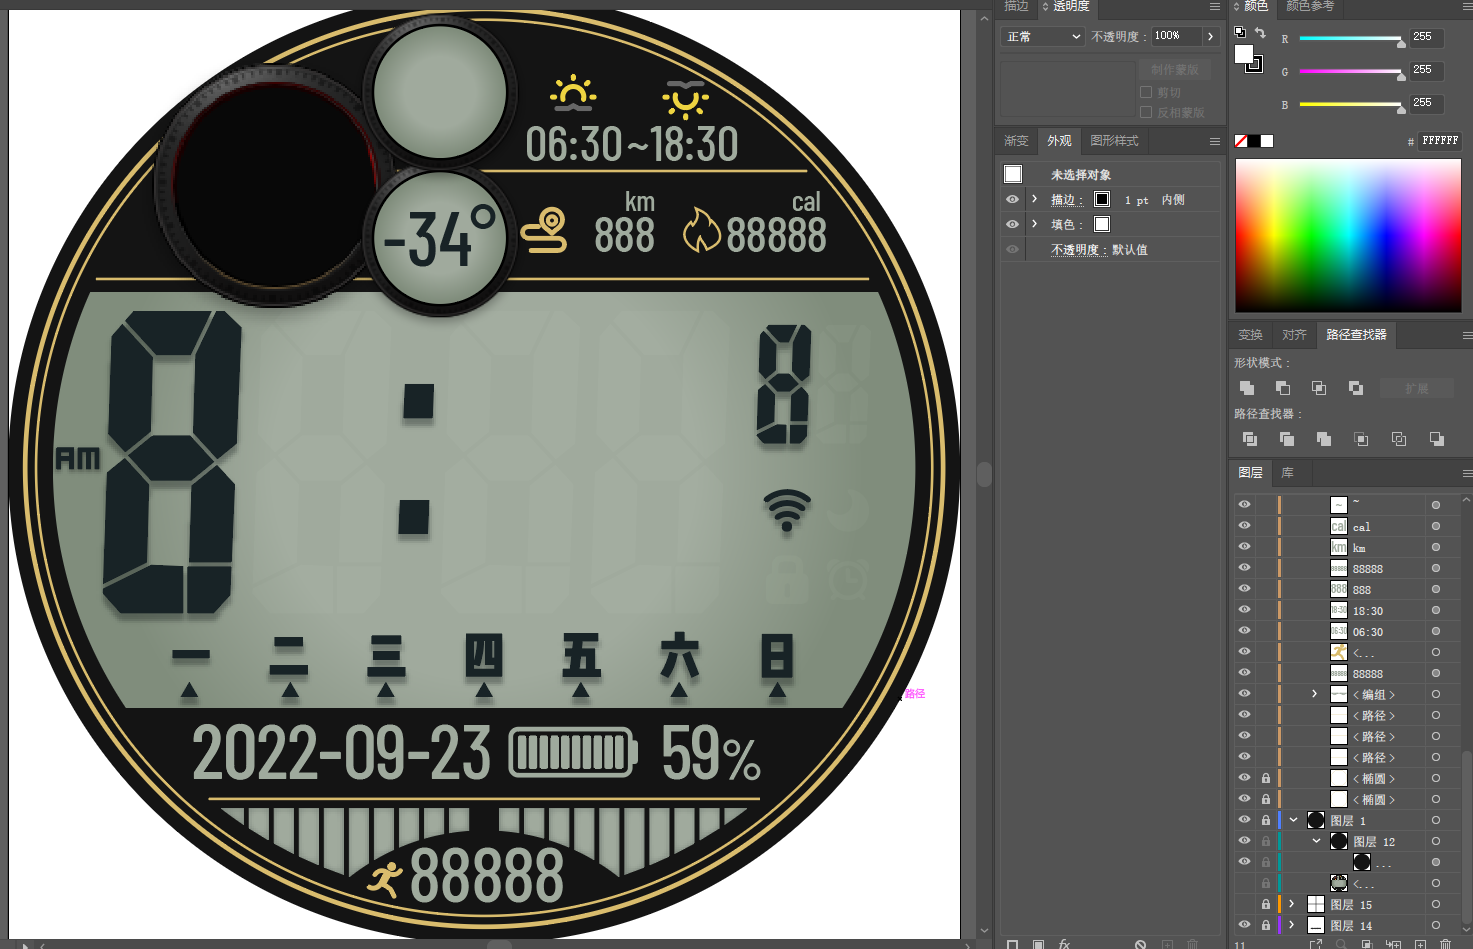 06:30~18:30
km
cal
888
88888
-34°
AM
:
8
8
一 二 三 四 五 六 日
2022-09-23
59%
88888
路径
描边
透明度
正常
不透明度：
100%
制作蒙版
剪切
反相蒙版
渐变
外观
图形样式
未选择对象
描边： 1 pt 内侧
填色：
不透明度：默认值
颜色
颜色参考
R 255
G 255
B 255
# FFFFFF
变换
对齐
路径查找器
形状模式：
扩展
路径查找器：
图层
库
~
cal
km
88888
888
18:30
06:30
<...
88888
<编组>
<路径>
<路径>
<路径>
<椭圆>
<椭圆>
图层 1
图层 12
...
<...
图层 15
图层 14
11
fx